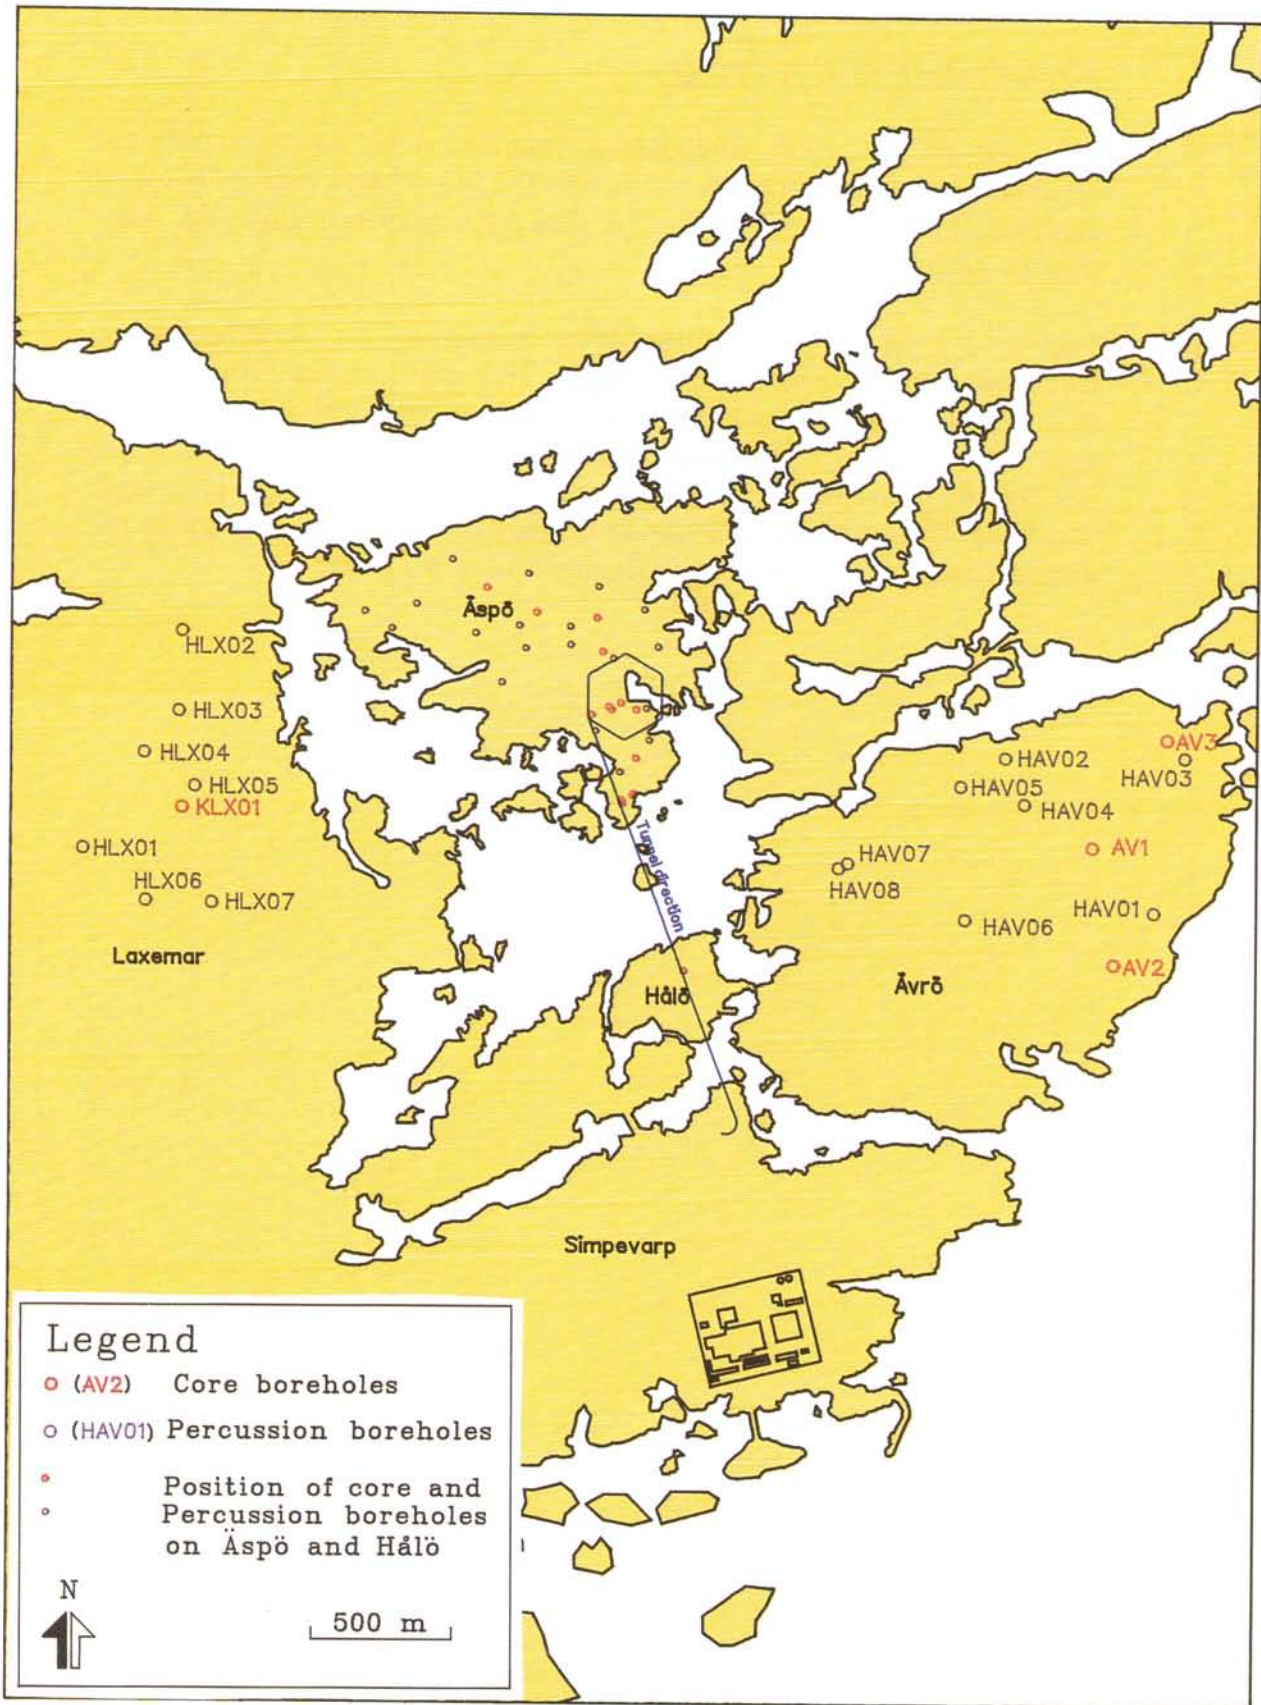 Äspö
HLX02
HLX03
HLX04
HLX05
KLX01
HLX01
HLX06
HLX07
Laxemar
Tunnel direction
Hålö
AV3
HAV02
HAV03
HAV05
HAV04
AV1
HAV07
HAV08
HAV01
HAV06
AV2
Ävrö
Simpevarp
Legend
(AV2) Core boreholes
(HAV01) Percussion boreholes
Position of core and
Percussion boreholes
on Äspö and Hålö
N
500 m